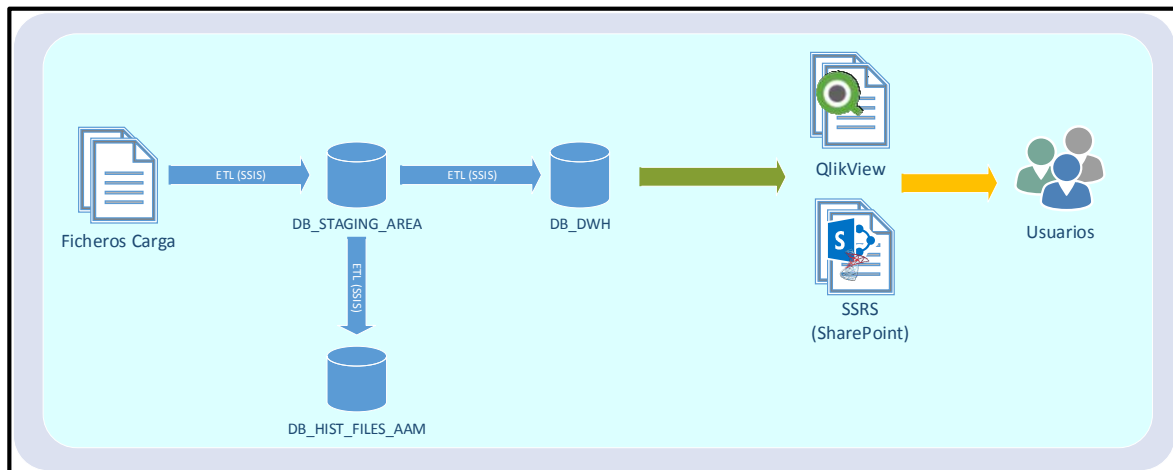 Ficheros Carga
ETL (SSIS)
DB_STAGING_AREA
ETL (SSIS)
DB_DWH
ETL (SSIS)
DB_HIST_FILES_AAM
QlikView
S
SSRS
(SharePoint)
Usuarios